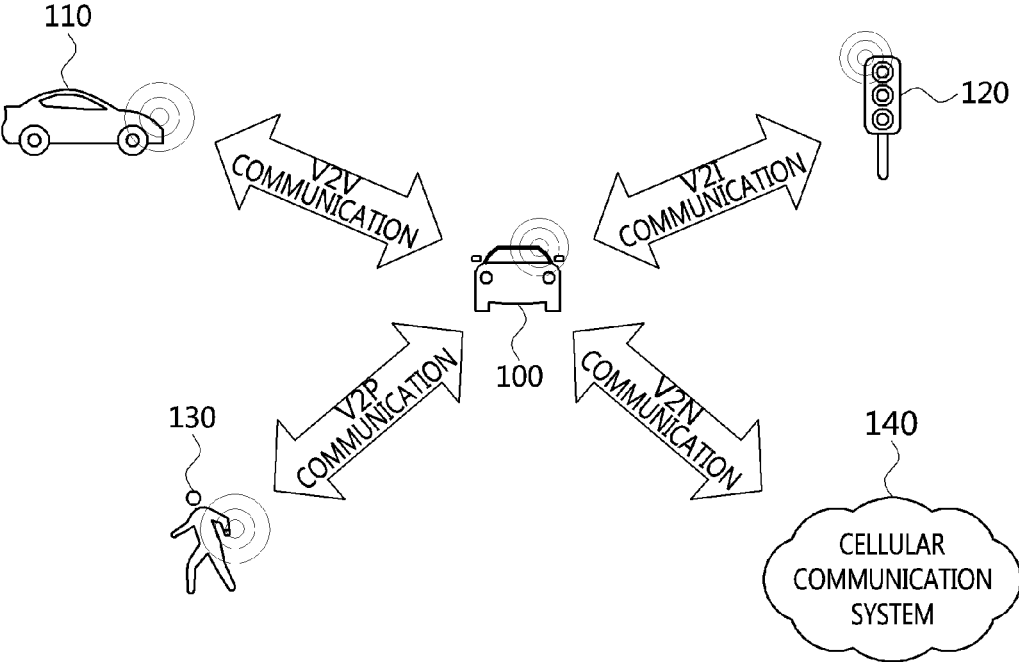 110
120
V2V
COMMUNICATION
V2I
COMMUNICATION
100
V2P
COMMUNICATION
V2N
COMMUNICATION
130
140
CELLULAR
COMMUNICATION
SYSTEM